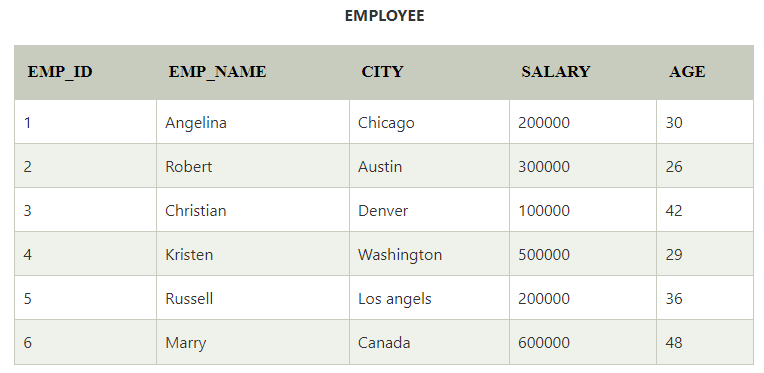 EMPLOYEE
EMP_ID EMP_NAME CITY SALARY AGE
1 Angelina Chicago 200000 30
2 Robert Austin 300000 26
3 Christian Denver 100000 42
4 Kristen Washington 500000 29
5 Russell Los angels 200000 36
6 Marry Canada 600000 48